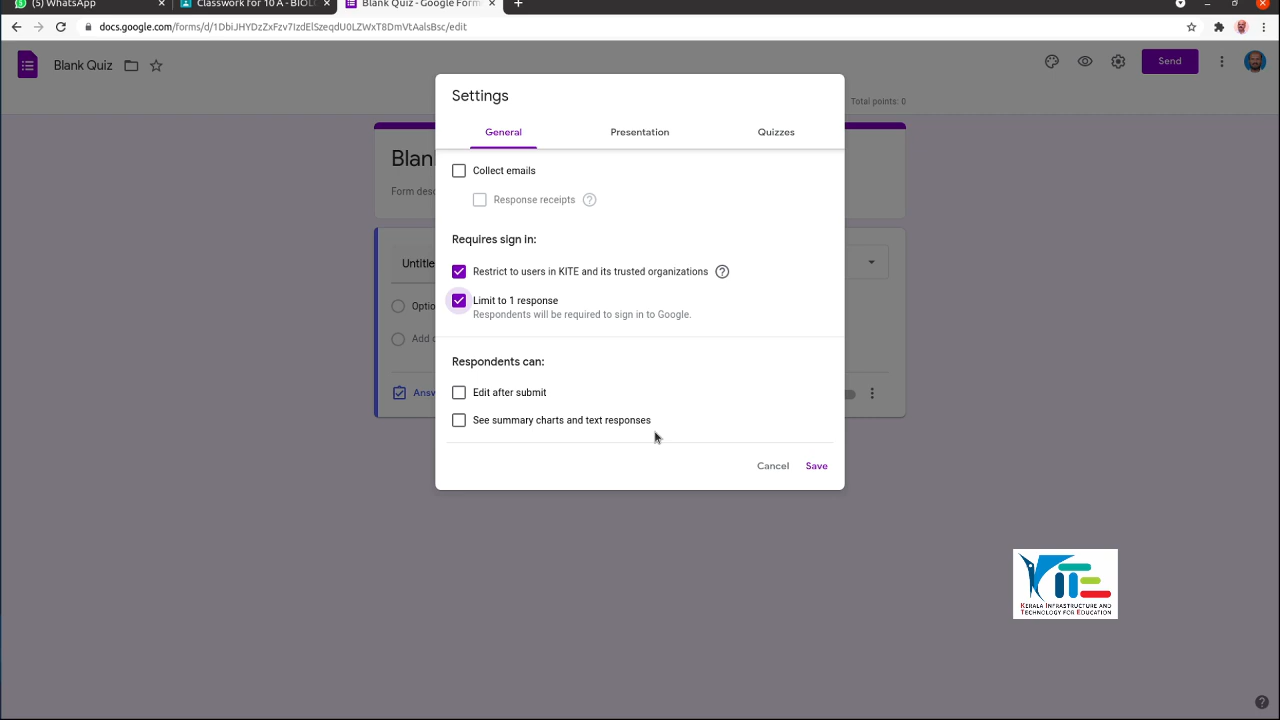 (5) WhatsApp
Classwork for 10 A - BIOL
Blank Quiz - Google Form
docs.google.com/forms/d/1DbiJHYDzZxFzv7IzdElSzeqdU0LZWxT8DmVtAalsBsc/edit
Blank Quiz
Send
Total points: 0
Settings
General
Presentation
Quizzes
Blan
Form desc
Collect emails
Response receipts
Requires sign in:
Untitle
Restrict to users in KITE and its trusted organizations
Optio
Limit to 1 response
Respondents will be required to sign in to Google.
Add o
Respondents can:
Answ
Edit after submit
See summary charts and text responses
Cancel
Save
KITE
KERALA INFRASTRUCTURE AND
TECHNOLOGY FOR EDUCATION